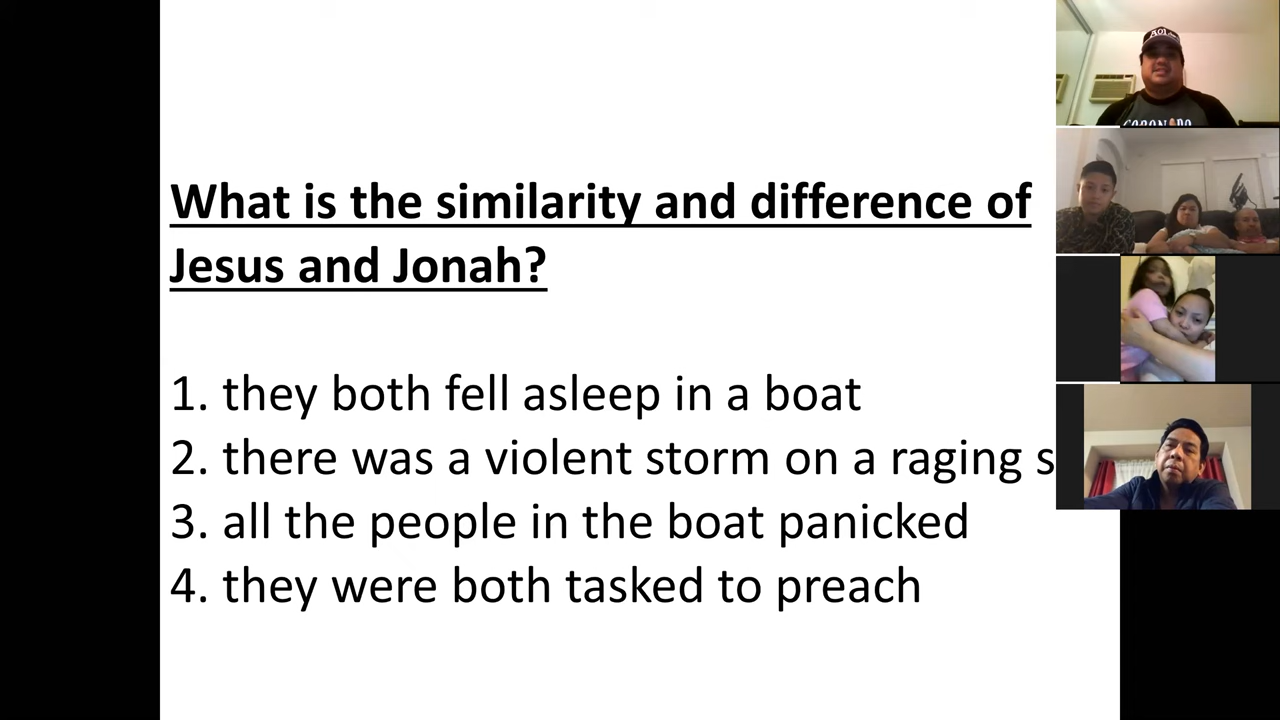 What is the similarity and difference of
Jesus and Jonah?
1. they both fell asleep in a boat
2. there was a violent storm on a raging s
3. all the people in the boat panicked
4. they were both tasked to preach